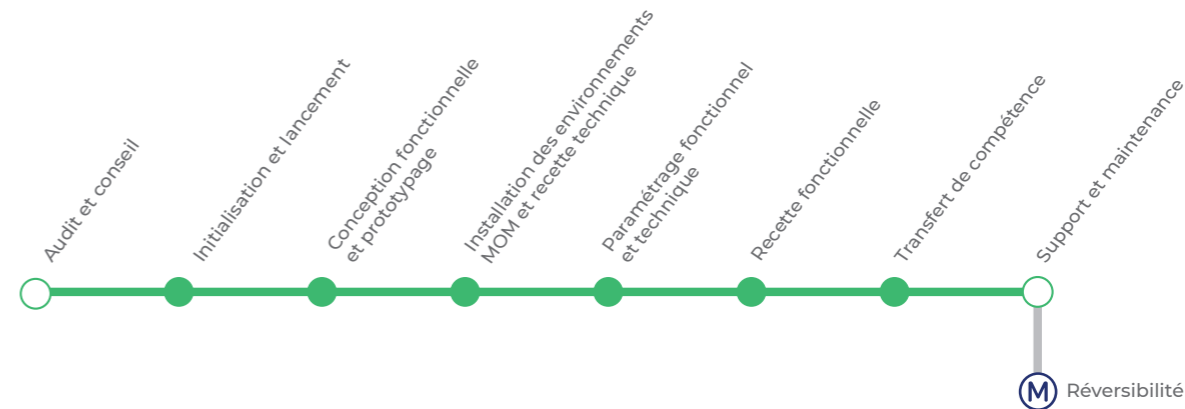 Audit et conseil
Initialisation et lancement
Conception fonctionnelle
et prototypage
Installation des environnements
MOM et recette technique
Paramétrage fonctionnel
et technique
Recette fonctionnelle
Transfert de compétence
Support et maintenance
M Réversibilité